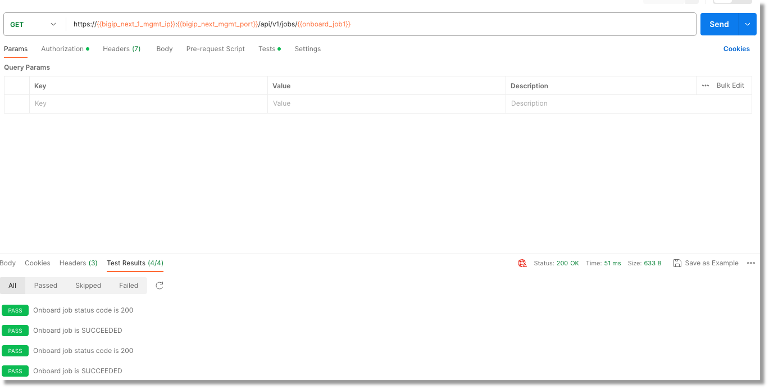 GET https://{{bigip_next_1_mgmt_ip}}:{{bigip_next_mgmt_port}}/api/v1/jobs/{{onboard_job1}} Send
Params Authorization Headers (7) Body Pre-request Script Tests Settings Cookies
Query Params
Key Value Description Bulk Edit
Key Value Description
Body Cookies Headers (3) Test Results (4/4) Status: 200 OK Time: 51 ms Size: 633 B Save as Example
All Passed Skipped Failed
PASS Onboard job status code is 200
PASS Onboard job is SUCCEEDED
PASS Onboard job status code is 200
PASS Onboard job is SUCCEEDED